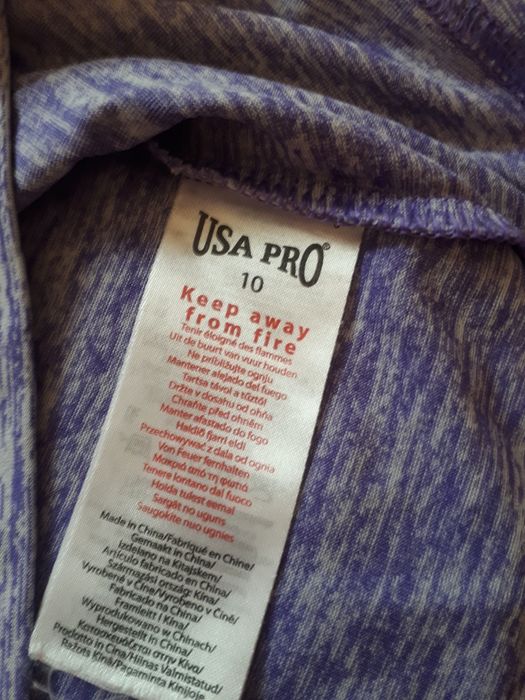 USA PRO®
10
Keep away
from fire
Tenir éloigné des flammes
Uit de buurt van vuur houden
Ne približujte ognju
Mantener alejado del fuego
Tartsa távol a tűztől
Držte v dosahu od ohňa
Chraňte před ohněm
Manter afastado do fogo
Haldið fjarri eldi
Przechowywać z dala od ognia
Von Feuer fernhalten
Μακριά από τη φωτιά
Tenere lontano dal fuoco
Hoida tulest eemal
Sargāt no uguns
Saugokite nuo ugnies
Made in China/Fabriqué en Chine/
Gemaakt in China/
Izdelano na Kitajskem/
Artículo fabricado en China/
Származási ország: Kína/
Vyrobené v Číne/Vyrobeno v Číně/
Fabricado na China/
Framleitt í Kína/
Wyprodukowano w Chinach/
Hergestellt in China/
Κατασκευάζεται στην Κίνα/
Prodotto in Cina/Hiinas Valmistatud/
Ražots Ķīnā/Pagaminta Kinijoje